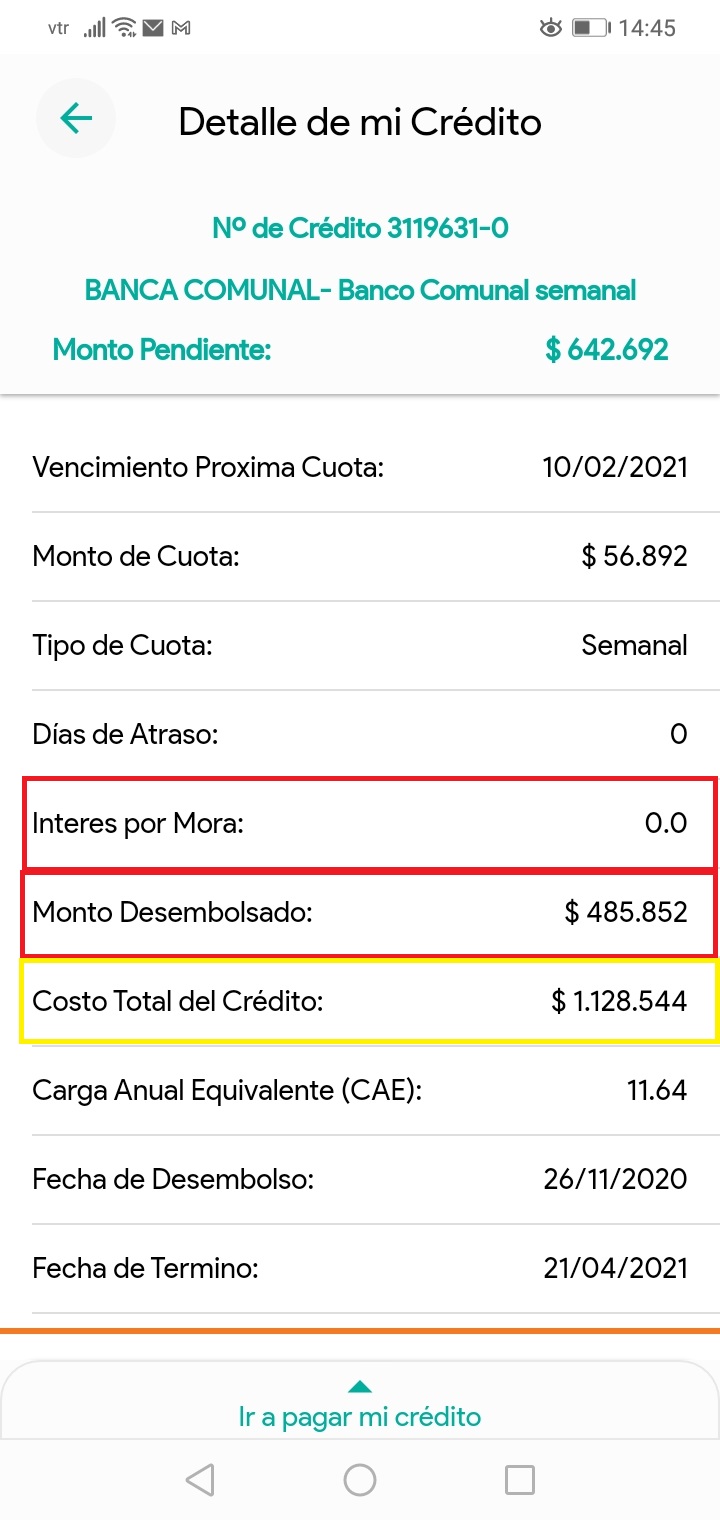 vtr 14:45
Detalle de mi Crédito
Nº de Crédito 3119631-0
BANCA COMUNAL- Banco Comunal semanal
Monto Pendiente: $ 642.692
Vencimiento Proxima Cuota: 10/02/2021
Monto de Cuota: $ 56.892
Tipo de Cuota: Semanal
Días de Atraso: 0
Interes por Mora: 0.0
Monto Desembolsado: $ 485.852
Costo Total del Crédito: $ 1.128.544
Carga Anual Equivalente (CAE): 11.64
Fecha de Desembolso: 26/11/2020
Fecha de Termino: 21/04/2021
Ir a pagar mi crédito